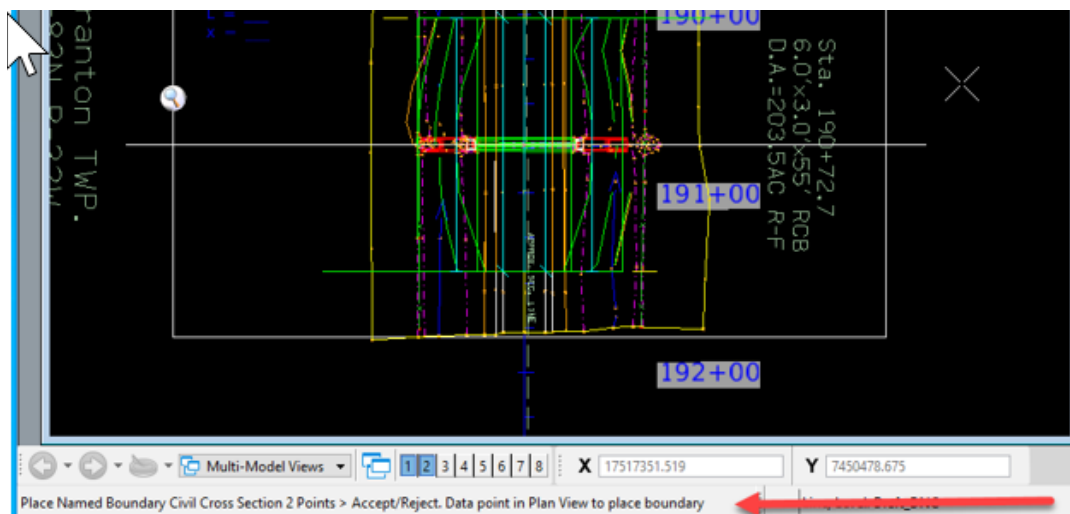 190+00
Sta. 190+72.7
6.0'x3.0'x55' RCB
D.A.=203.5AC R-F
ranton TWP.
191+00
192+00
Multi-Model Views
1 2 3 4 5 6 7 8
X 17517351.519
Y 7450478.675
Place Named Boundary Civil Cross Section 2 Points > Accept/Reject. Data point in Plan View to place boundary